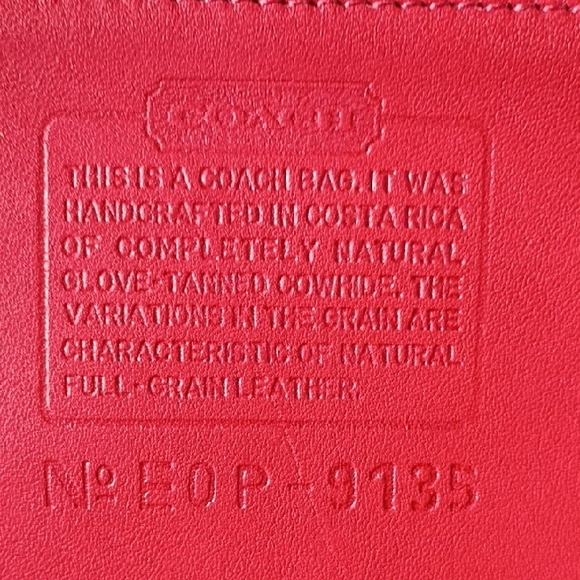 COACH
THIS IS A COACH BAG. IT WAS
HANDCRAFTED IN COSTA RICA
OF COMPLETELY NATURAL
GLOVE-TANNED COWHIDE. THE
VARIATIONS IN THE GRAIN ARE
CHARACTERISTIC OF NATURAL
FULL-GRAIN LEATHER.
Nº E0P-9135